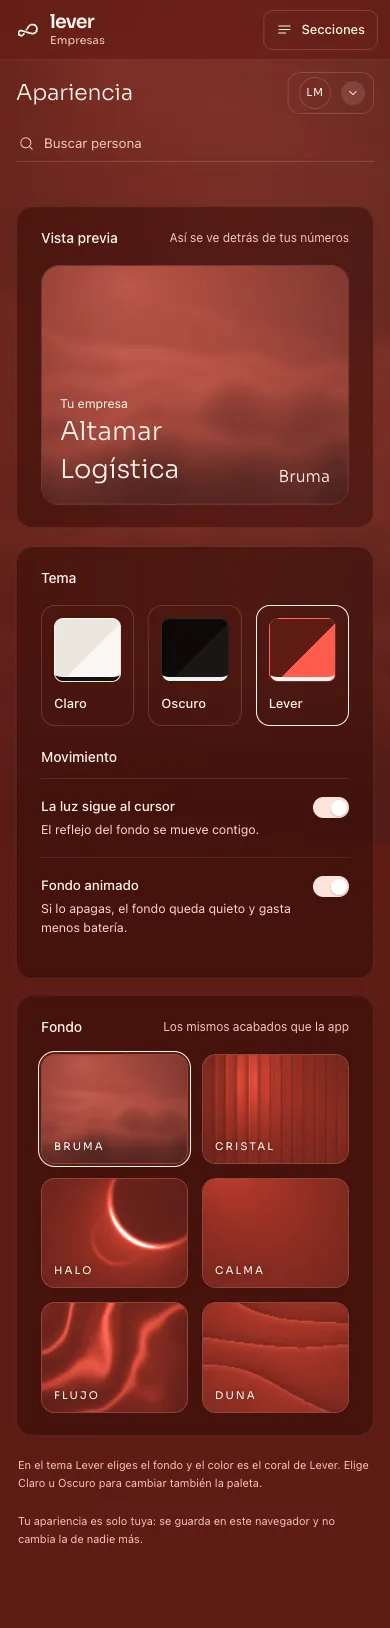 lever
Empresas
Secciones
Apariencia
LM
Buscar persona
Vista previa
Así se ve detrás de tus números
Tu empresa
Altamar
Logística
Bruma
Tema
Claro
Oscuro
Lever
Movimiento
La luz sigue al cursor
El reflejo del fondo se mueve contigo.
Fondo animado
Si lo apagas, el fondo queda quieto y gasta
menos batería.
Fondo
Los mismos acabados que la app
BRUMA
CRISTAL
HALO
CALMA
FLUJO
DUNA
En el tema Lever eliges el fondo y el color es el coral de Lever. Elige
Claro u Oscuro para cambiar también la paleta.
Tu apariencia es solo tuya: se guarda en este navegador y no
cambia la de nadie más.